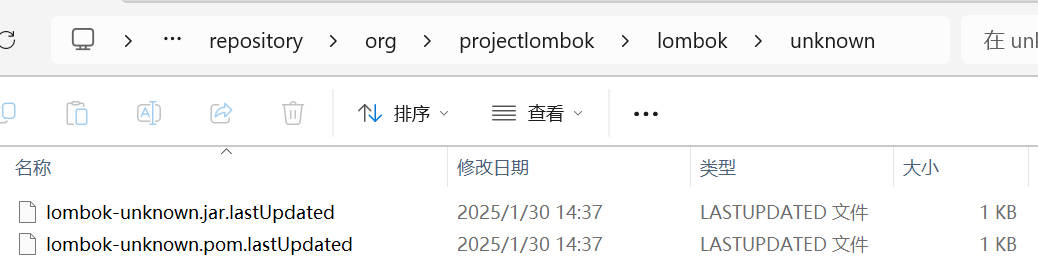 repository org projectlombok lombok unknown 在 unk
排序 查看
名称 修改日期 类型 大小
lombok-unknown.jar.lastUpdated 2025/1/30 14:37 LASTUPDATED 文件 1 KB
lombok-unknown.pom.lastUpdated 2025/1/30 14:37 LASTUPDATED 文件 1 KB